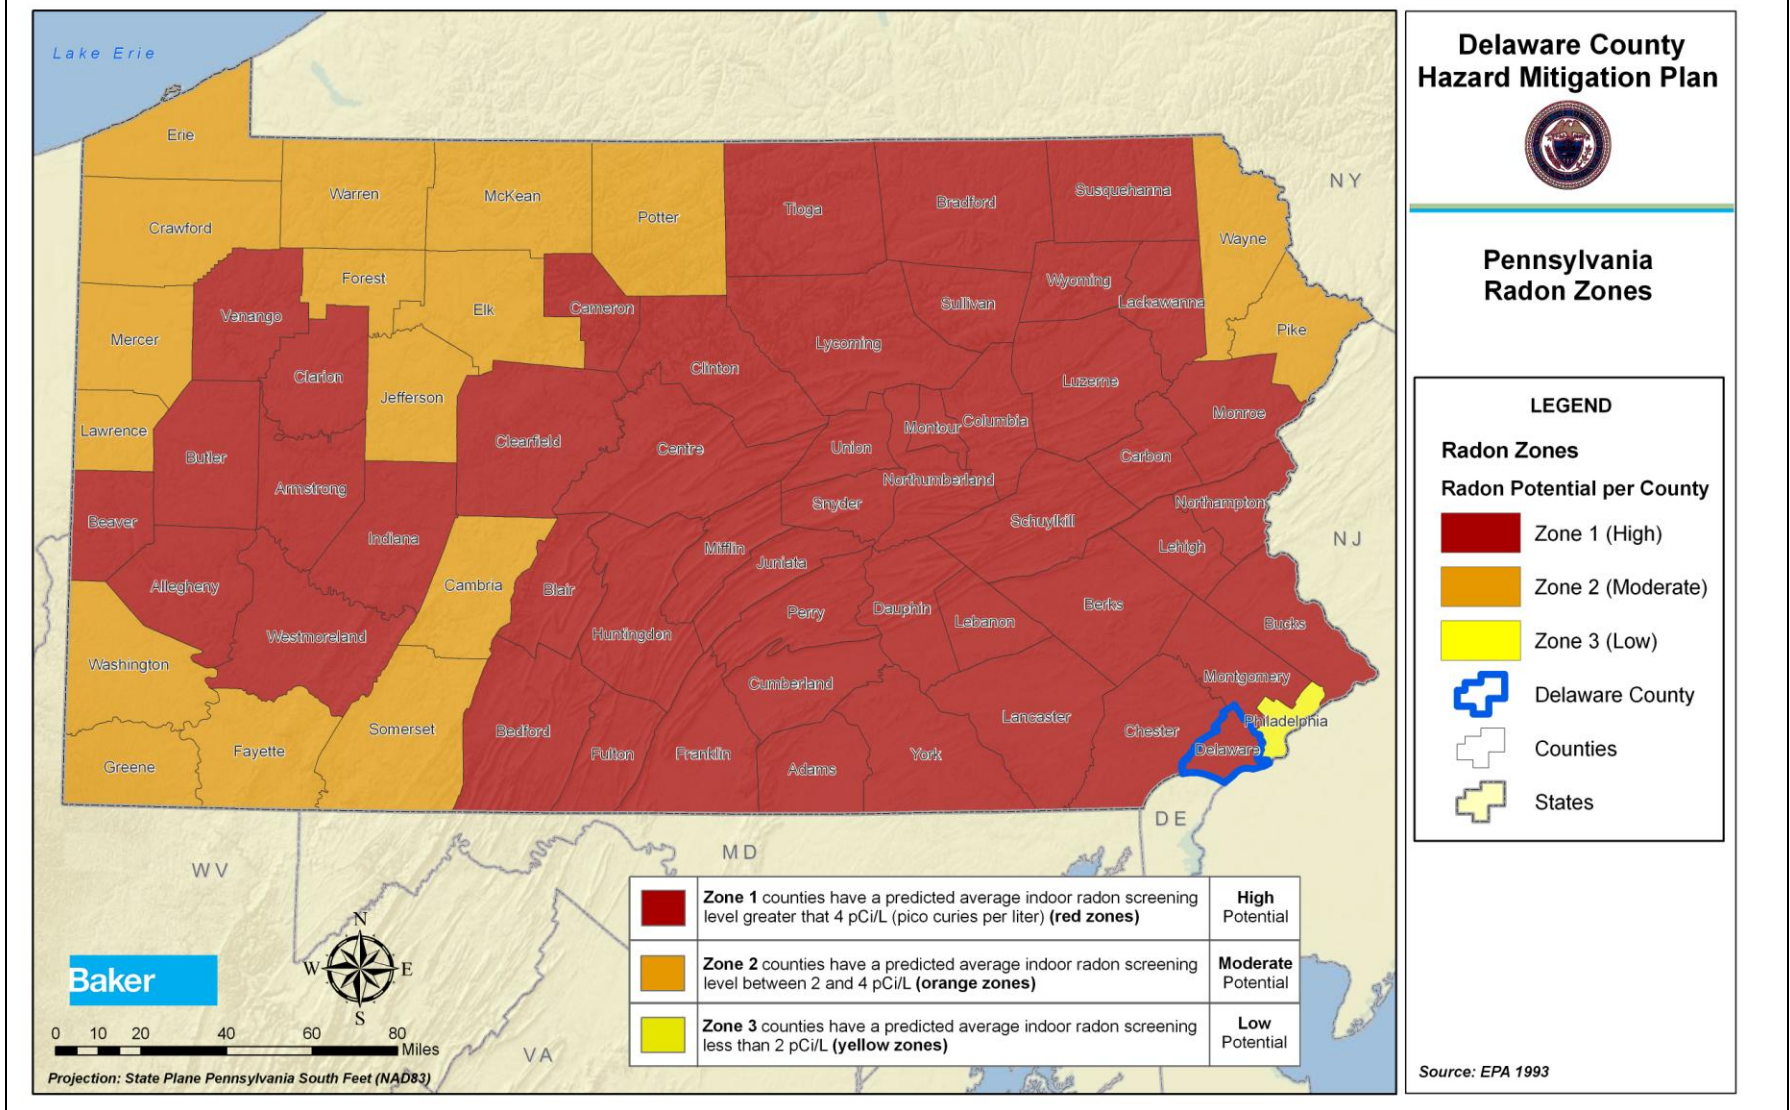 Lake Erie
Erie
Warren
McKean
Potter
Tioga
Bradford
Susquehanna
Wayne
Crawford
Forest
Elk
Cameron
Venango
Mercer
Clarion
Jefferson
Lawrence
Butler
Armstrong
Clearfield
Clinton
Centre
Lycoming
Sullivan
Wyoming
Lackawanna
Pike
Luzerne
Monroe
Columbia
Montour
Union
Northumberland
Snyder
Carbon
Northampton
Schuylkill
Lehigh
Beaver
Indiana
Allegheny
Westmoreland
Cambria
Blair
Huntingdon
Mifflin
Juniata
Perry
Dauphin
Lebanon
Berks
Bucks
Montgomery
Washington
Greene
Fayette
Somerset
Bedford
Fulton
Franklin
Cumberland
Adams
York
Lancaster
Chester
Delaware
Philadelphia
NY
NJ
DE
MD
WV
VA
Zone 1 counties have a predicted average indoor radon screening
level greater that 4 pCi/L (pico curies per liter) (red zones)
High
Potential
Zone 2 counties have a predicted average indoor radon screening
level between 2 and 4 pCi/L (orange zones)
Moderate
Potential
Zone 3 counties have a predicted average indoor radon screening
less than 2 pCi/L (yellow zones)
Low
Potential
Baker
N
W
E
S
0 10 20 40 60 80
Miles
Projection: State Plane Pennsylvania South Feet (NAD83)
Delaware County
Hazard Mitigation Plan
Pennsylvania
Radon Zones
LEGEND
Radon Zones
Radon Potential per County
Zone 1 (High)
Zone 2 (Moderate)
Zone 3 (Low)
Delaware County
Counties
States
Source: EPA 1993